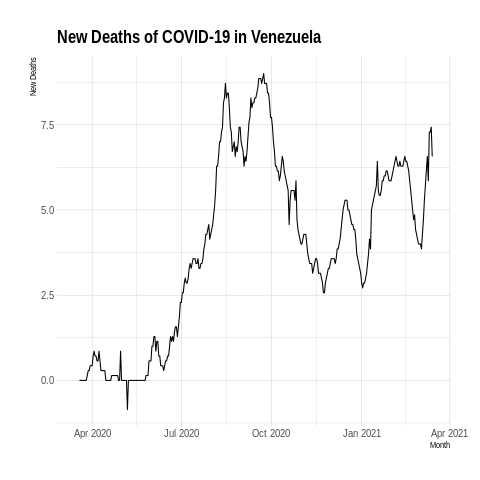 New Deaths of COVID-19 in Venezuela
New Deaths
7.5
5.0
2.5
0.0
Apr 2020 Jul 2020 Oct 2020 Jan 2021 Apr 2021
Month